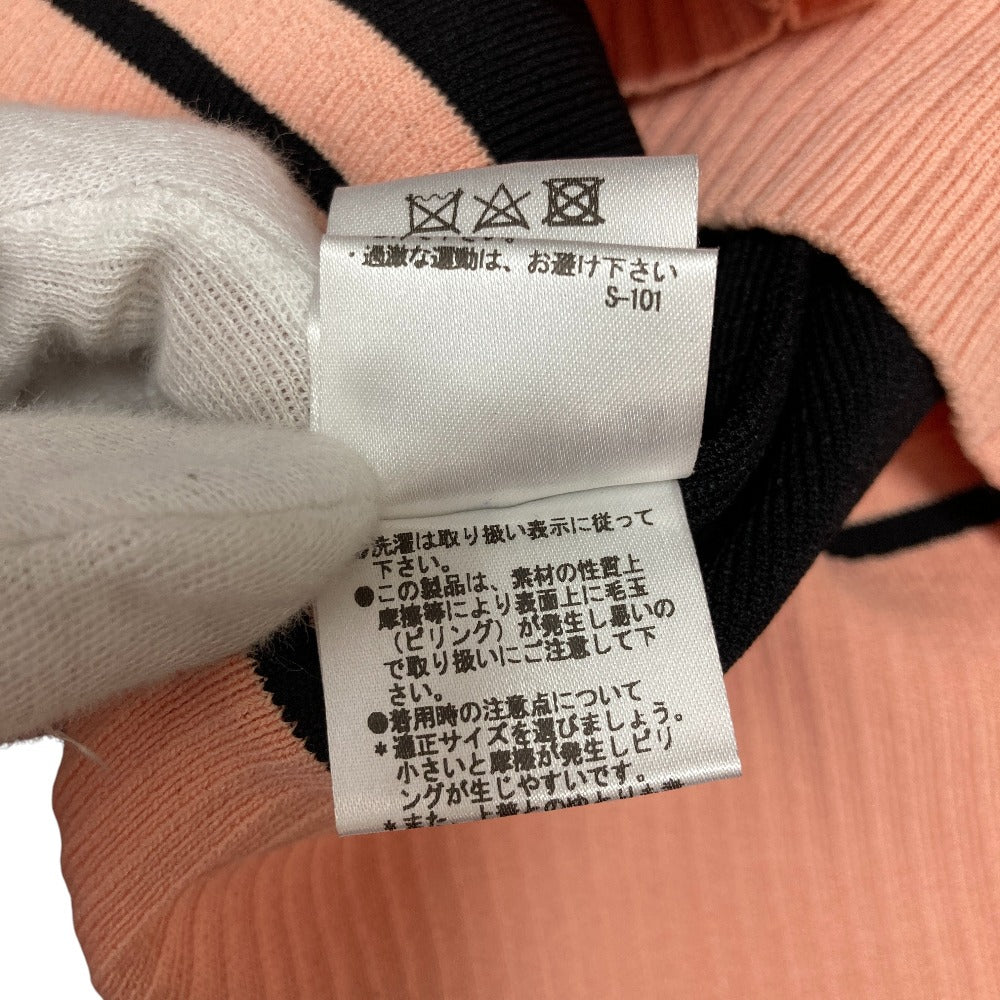 ・過激な運動は、お避け下さい
S-101
●洗濯は取り扱い表示に従って
下さい。
●この製品は、素材の性質上
摩擦等により表面上に毛玉
（ピリング）が発生し易いの
で取り扱いにご注意して下
さい。
●着用時の注意点について
＊適正サイズを選びましょう。
小さいと摩擦が発生しピリ
ングが生じやすいです。
＊また、